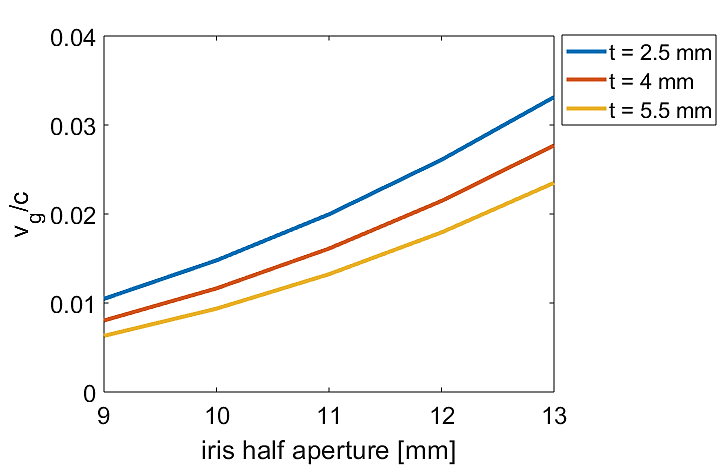 0.04
0.03
0.02
0.01
0
9
10
11
12
13
v_g/c
iris half aperture [mm]
t = 2.5 mm
t = 4 mm
t = 5.5 mm